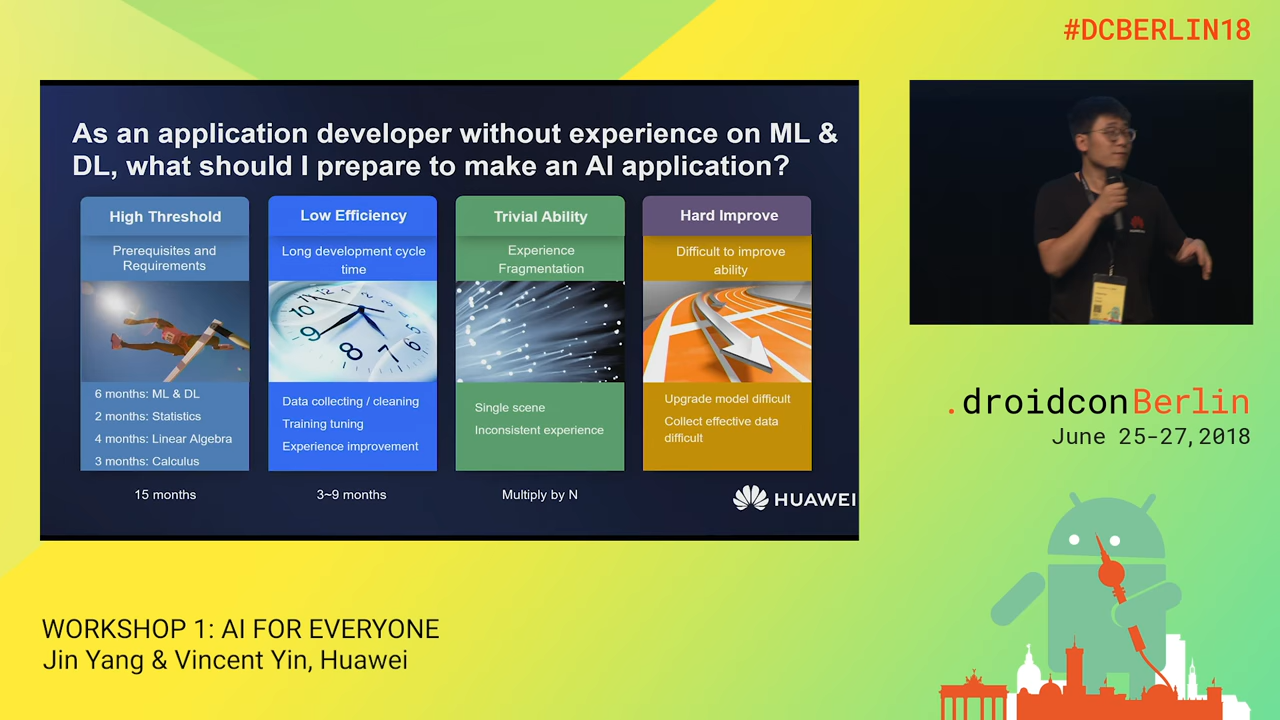 #DCBERLIN18
As an application developer without experience on ML &
DL, what should I prepare to make an AI application?
High Threshold
Prerequisites and
Requirements
6 months: ML & DL
2 months: Statistics
4 months: Linear Algebra
3 months: Calculus
15 months
Low Efficiency
Long development cycle
time
Data collecting / cleaning
Training tuning
Experience improvement
3~9 months
Trivial Ability
Experience
Fragmentation
Single scene
Inconsistent experience
Multiply by N
Hard Improve
Difficult to improve
ability
Upgrade model difficult
Collect effective data
difficult
HUAWEI
.droidconBerlin
June 25-27, 2018
WORKSHOP 1: AI FOR EVERYONE
Jin Yang & Vincent Yin, Huawei